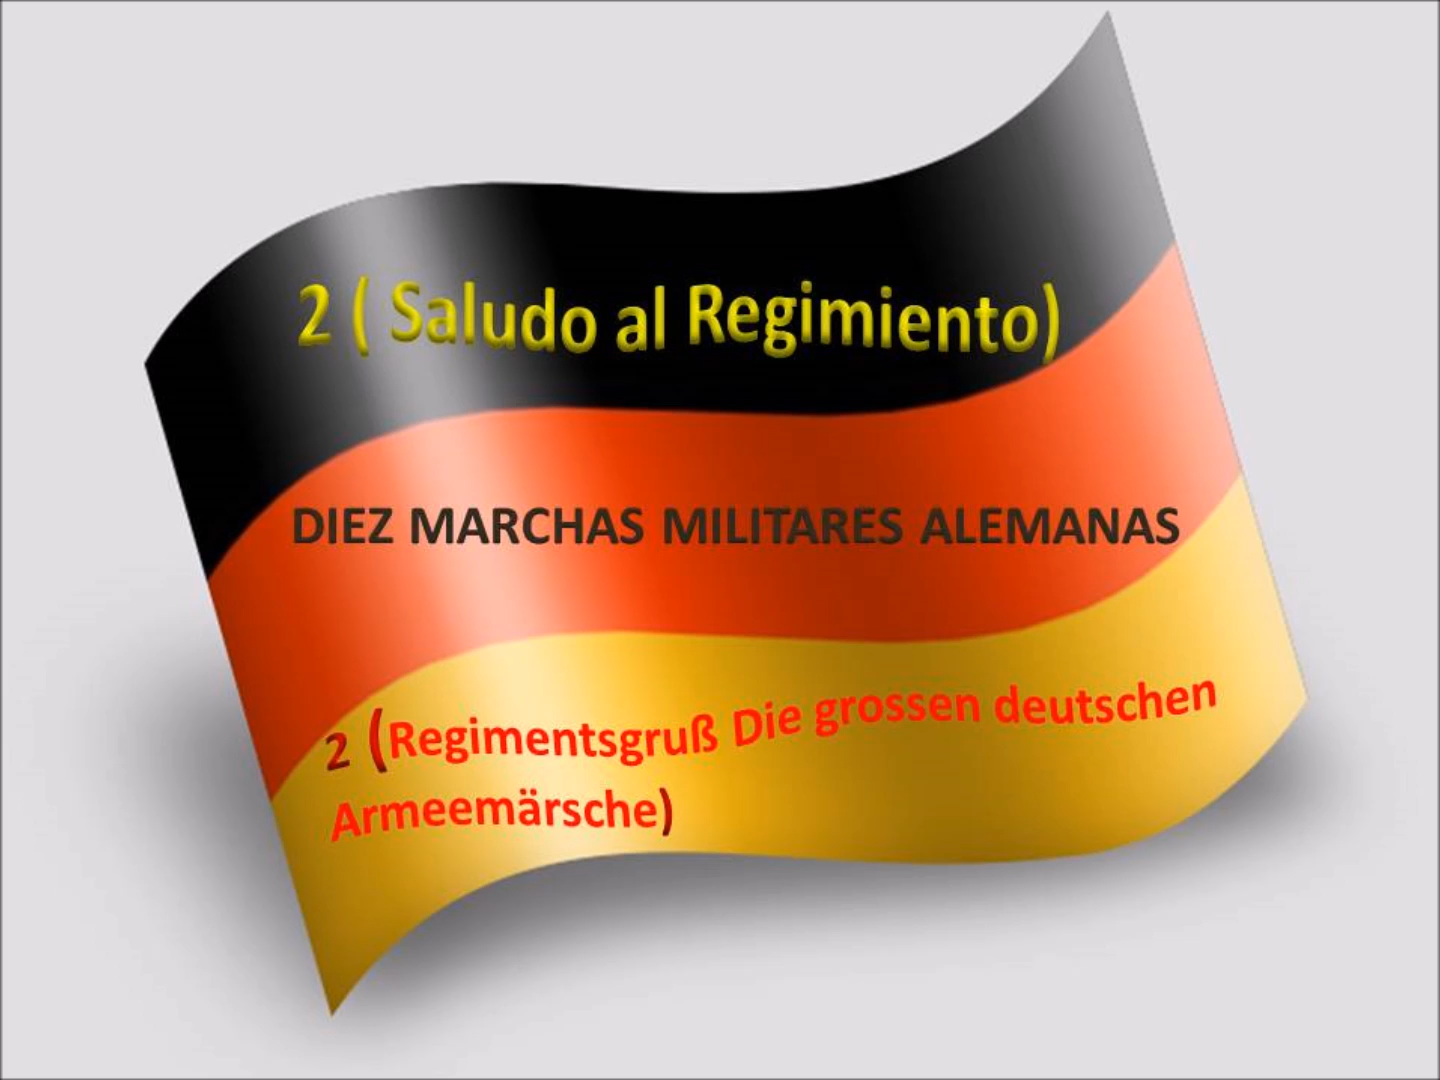 2 ( Saludo al Regimiento)
DIEZ MARCHAS MILITARES ALEMANAS
2 (Regimentsgruß Die grossen deutschen
Armeemärsche)